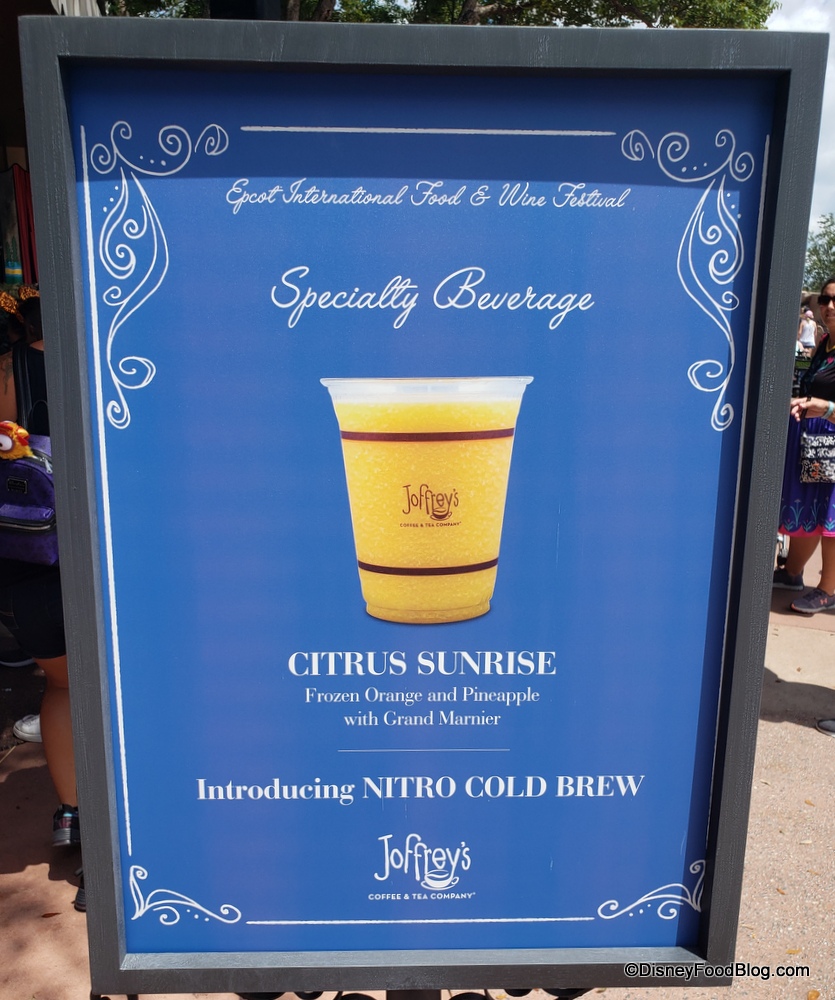 Epcot International Food & Wine Festival
Specialty Beverage
Joffrey's
COFFEE & TEA COMPANY
CITRUS SUNRISE
Frozen Orange and Pineapple
with Grand Marnier
Introducing NITRO COLD BREW
Joffrey's
COFFEE & TEA COMPANY
©DisneyFoodBlog.com